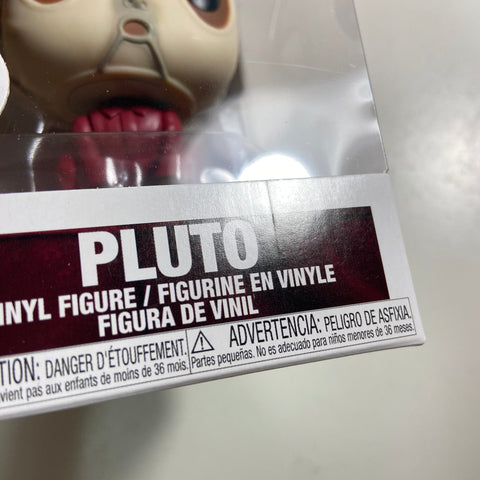 PLUTO
INYL FIGURE / FIGURINE EN VINYLE
FIGURA DE VINIL
TION: DANGER D'ÉTOUFFEMENT.
vient pas aux enfants de moins de 36 mois.
ADVERTENCIA: PELIGRO DE ASFIXIA.
Partes pequeñas. No es adecuado para niños menores de 36 meses.